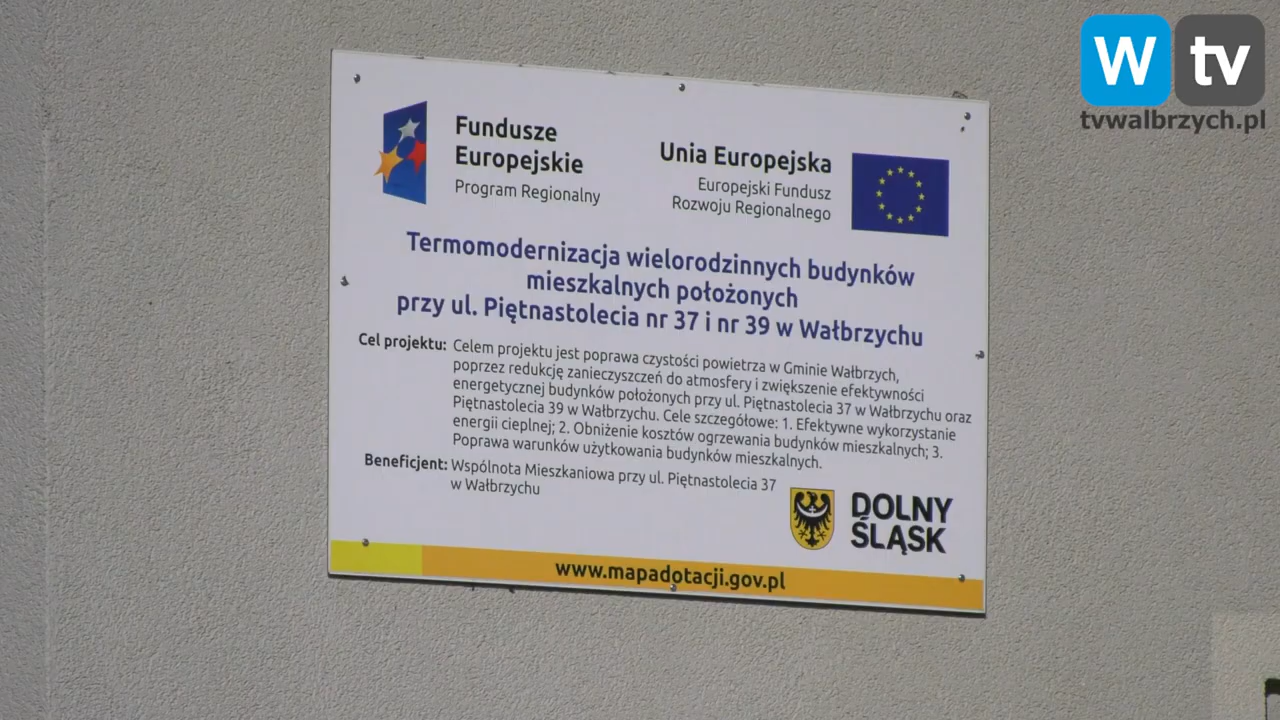 W tv
tvwalbrzych.pl
Fundusze
Europejskie
Program Regionalny
Unia Europejska
Europejski Fundusz
Rozwoju Regionalnego
Termomodernizacja wielorodzinnych budynków
mieszkalnych położonych
przy ul. Piętnastolecia nr 37 i nr 39 w Wałbrzychu
Cel projektu: Celem projektu jest poprawa czystości powietrza w Gminie Wałbrzych,
poprzez redukcję zanieczyszczeń do atmosfery i zwiększenie efektywności
energetycznej budynków położonych przy ul. Piętnastolecia 37 w Wałbrzychu oraz
Piętnastolecia 39 w Wałbrzychu. Cele szczegółowe: 1. Efektywne wykorzystanie
energii cieplnej; 2. Obniżenie kosztów ogrzewania budynków mieszkalnych; 3.
Poprawa warunków użytkowania budynków mieszkalnych.
Beneficjent: Wspólnota Mieszkaniowa przy ul. Piętnastolecia 37
w Wałbrzychu
DOLNY
ŚLĄSK
www.mapadotacji.gov.pl